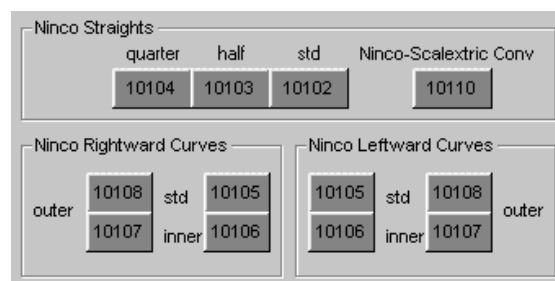 Ninco Straights
quarter half std Ninco-Scalextric Conv
10104 10103 10102 10110
Ninco Rightward Curves
10108 std 10105
outer
10107 inner 10106
Ninco Leftward Curves
10105 std 10108
outer
10106 inner 10107